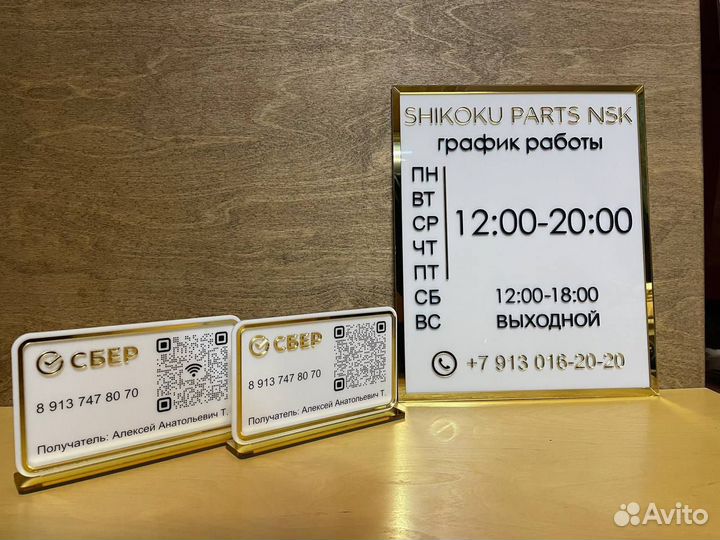 SHIKOKU PARTS NSK
график работы
ПН
ВТ
СР
ЧТ
ПТ
12:00-20:00
СБ 12:00-18:00
ВС ВЫХОДНОЙ
+7 913 016-20-20
СБЕР
8 913 747 80 70
Получатель: Алексей Анатольевич Т.
СБЕР
8 913 747 80 70
Получатель: Алексей Анатольевич Т.
Avito